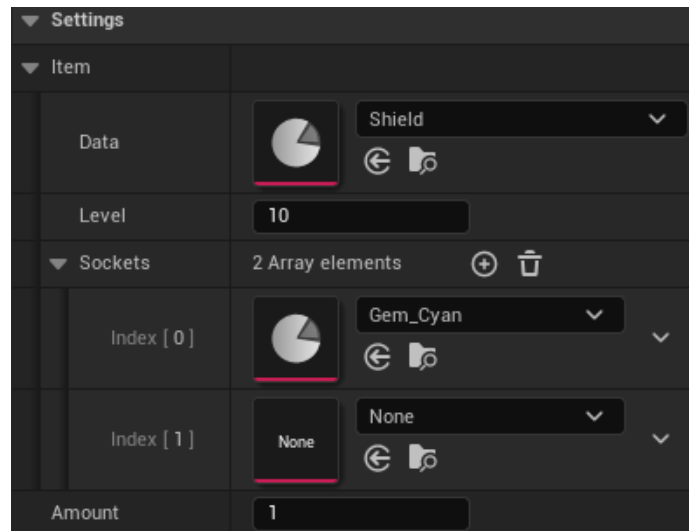 Settings
Item
Data
Shield
Level
10
Sockets
2 Array elements
Index [ 0 ]
Gem_Cyan
Index [ 1 ]
None
None
Amount
1